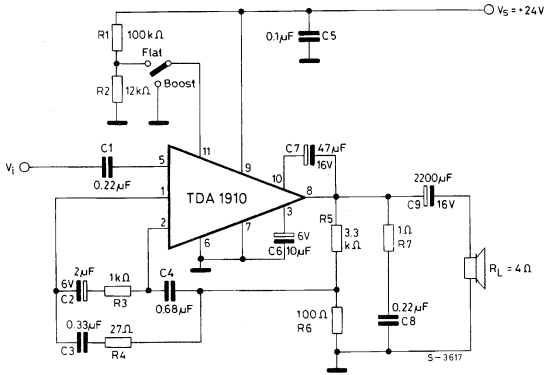 Vs = +24V
R1 100kΩ
Flat
0.1µF C5
R2 12kΩ
Boost
C1
Vi
0.22µF
5
11
9
1
TDA 1910
10
8
2
3
6
7
C7 47µF
16V
6V
C6 10µF
2200µF
C9 16V
R5
3.3
kΩ
1Ω
R7
RL = 4Ω
2µF
6V
C2
1kΩ
R3
C4
0.68µF
0.33µF
C3
27Ω
R4
100Ω
R6
0.22µF
C8
S-3617